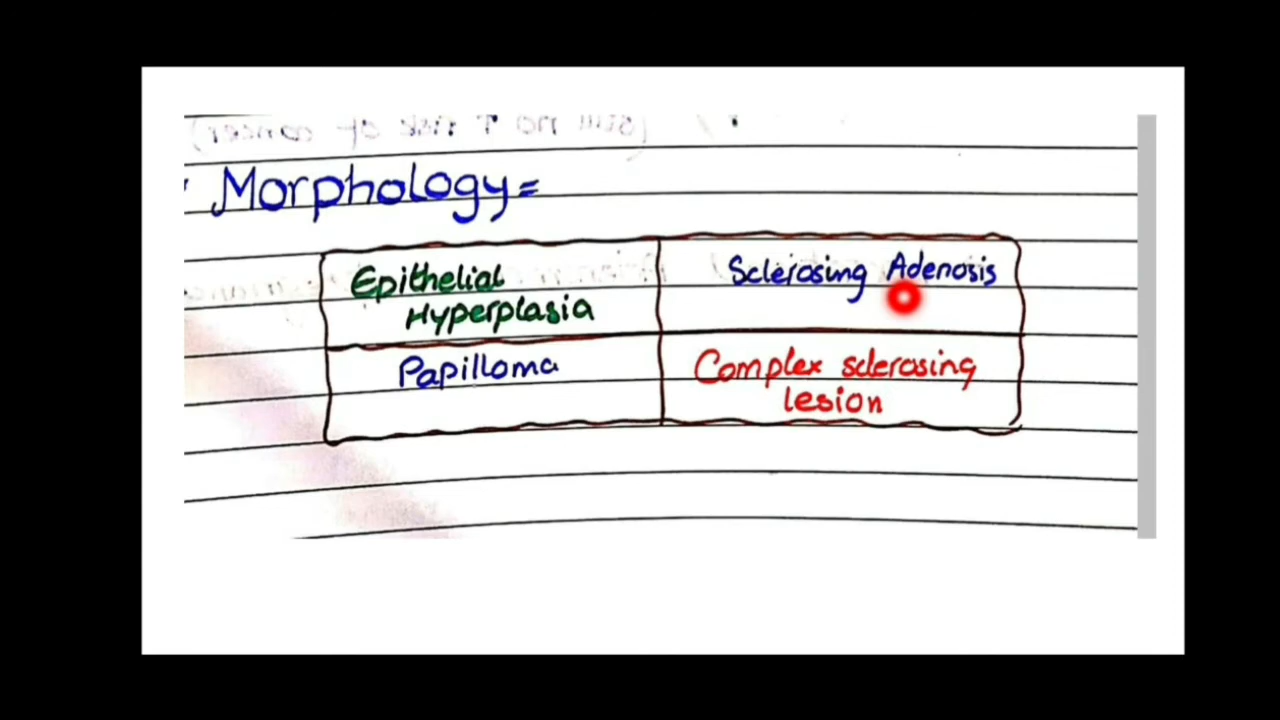 Morphology=
Epithelial
Hyperplasia
Sclerosing Adenosis
Papilloma
Complex sclerosing
lesion